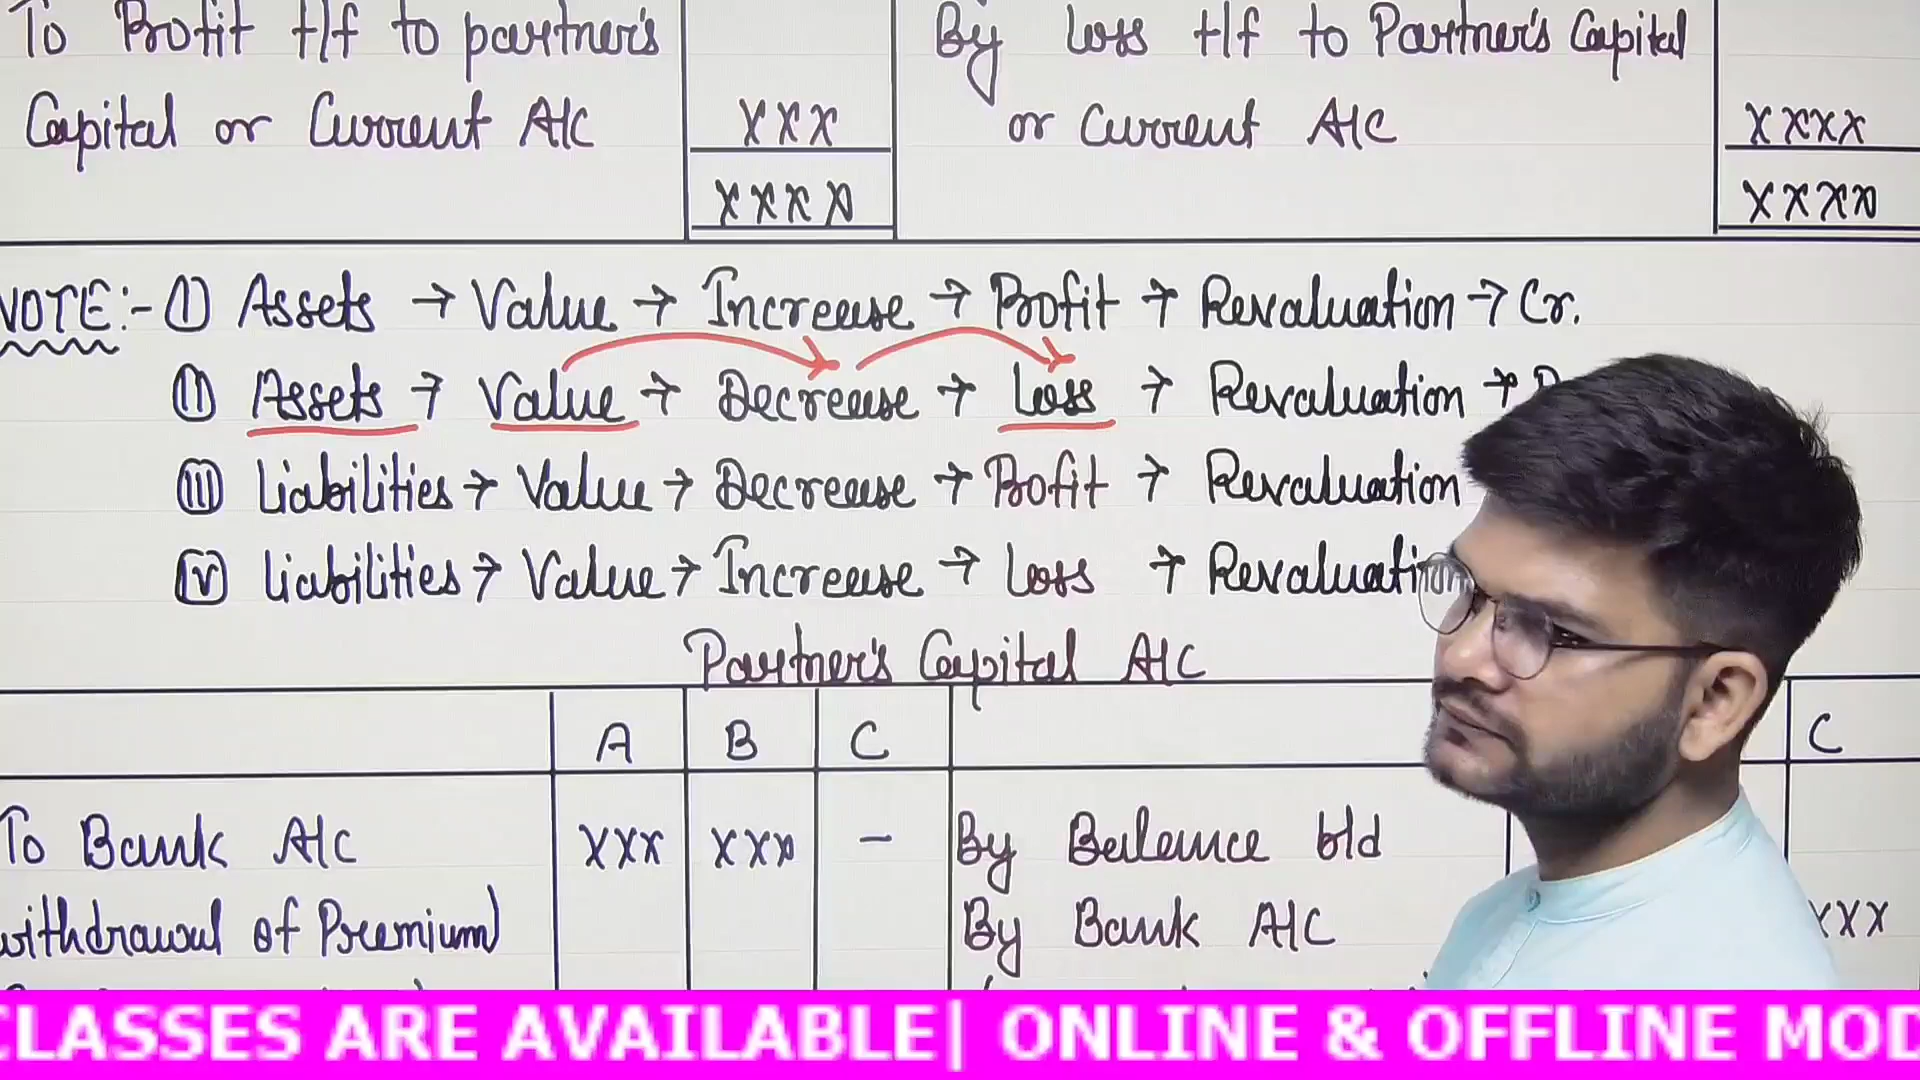 To Profit t/f to partner's
Capital or Current A/C
XXX
XXXX
By loss t/f to Partner's Capital
or Current A/C
XXXX
XXXX
NOTE:- (I) Assets → Value → Increase → Profit → Revaluation → Cr.
(II) Assets → Value → Decrease → Loss → Revaluation →
(III) Liabilities → Value → Decrease → Profit → Revaluation
(IV) Liabilities → Value → Increase → Loss → Revaluation
Partner's Capital A/C
A B C C
To Bank A/C XXX XXX – By Balance b/d
withdrawal of Premium) By Bank A/C XXX
CLASSES ARE AVAILABLE| ONLINE & OFFLINE MOD